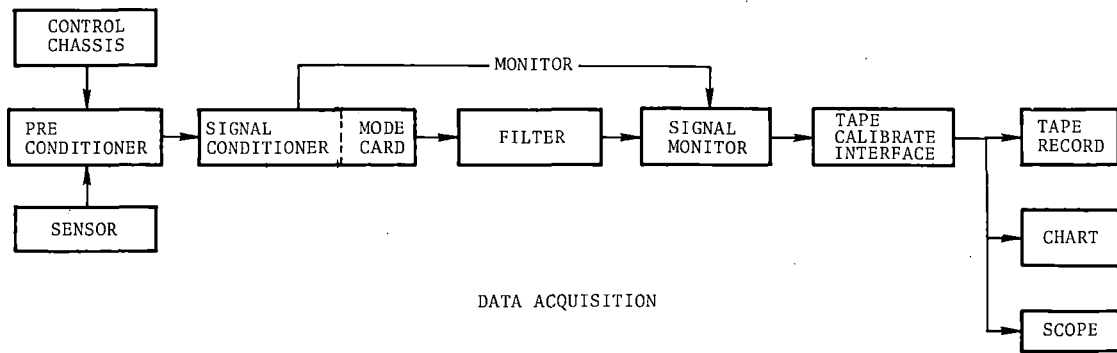 CONTROL
CHASSIS
MONITOR
PRE
CONDITIONER
SIGNAL
CONDITIONER
MODE
CARD
FILTER
SIGNAL
MONITOR
TAPE
CALIBRATE
INTERFACE
TAPE
RECORD
SENSOR
CHART
DATA ACQUISITION
SCOPE